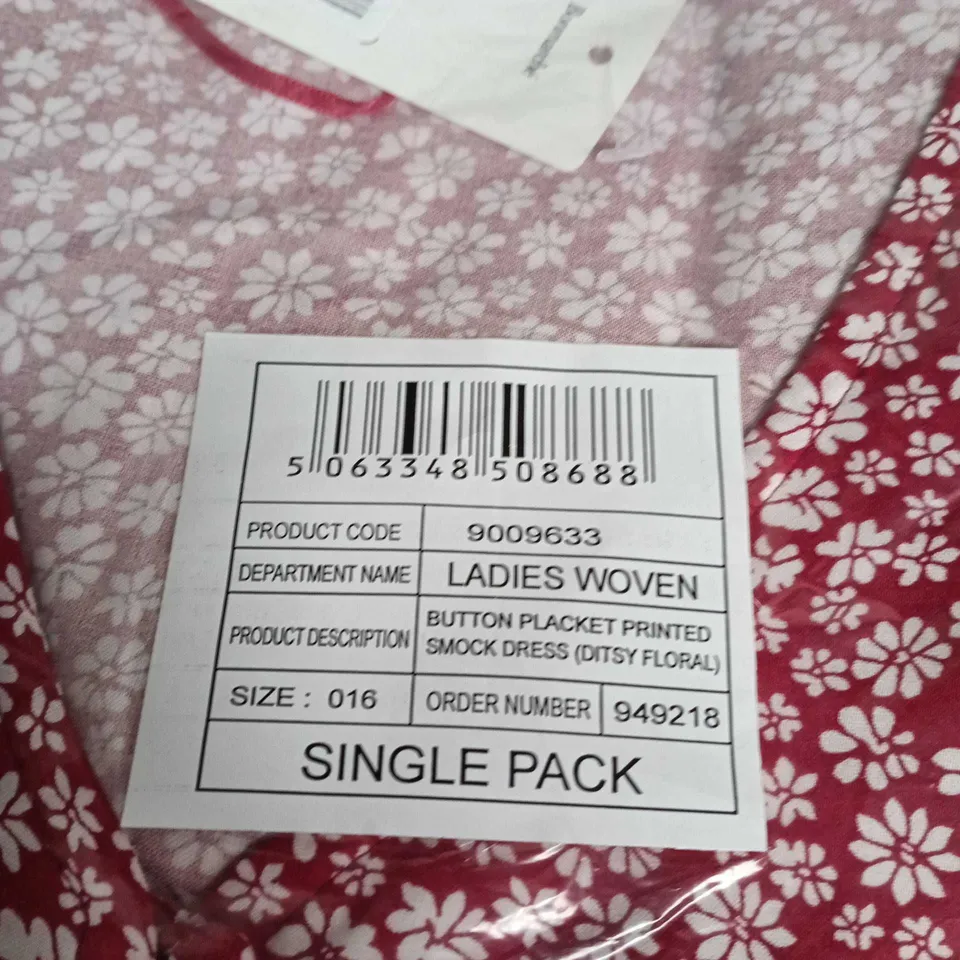 5 063348 508688
PRODUCT CODE 9009633
DEPARTMENT NAME LADIES WOVEN
PRODUCT DESCRIPTION BUTTON PLACKET PRINTED
SMOCK DRESS (DITSY FLORAL)
SIZE : 016 ORDER NUMBER 949218
SINGLE PACK